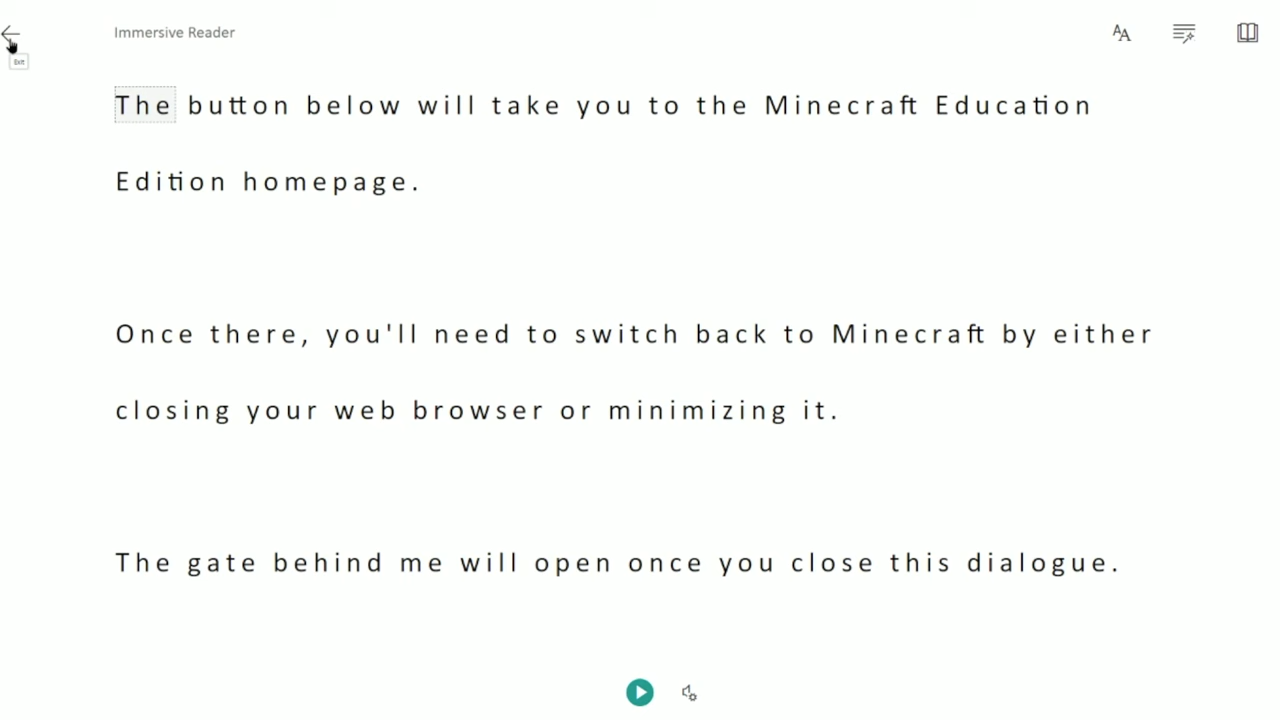 Immersive Reader
Exit
The button below will take you to the Minecraft Education
Edition homepage.
Once there, you'll need to switch back to Minecraft by either
closing your web browser or minimizing it.
The gate behind me will open once you close this dialogue.